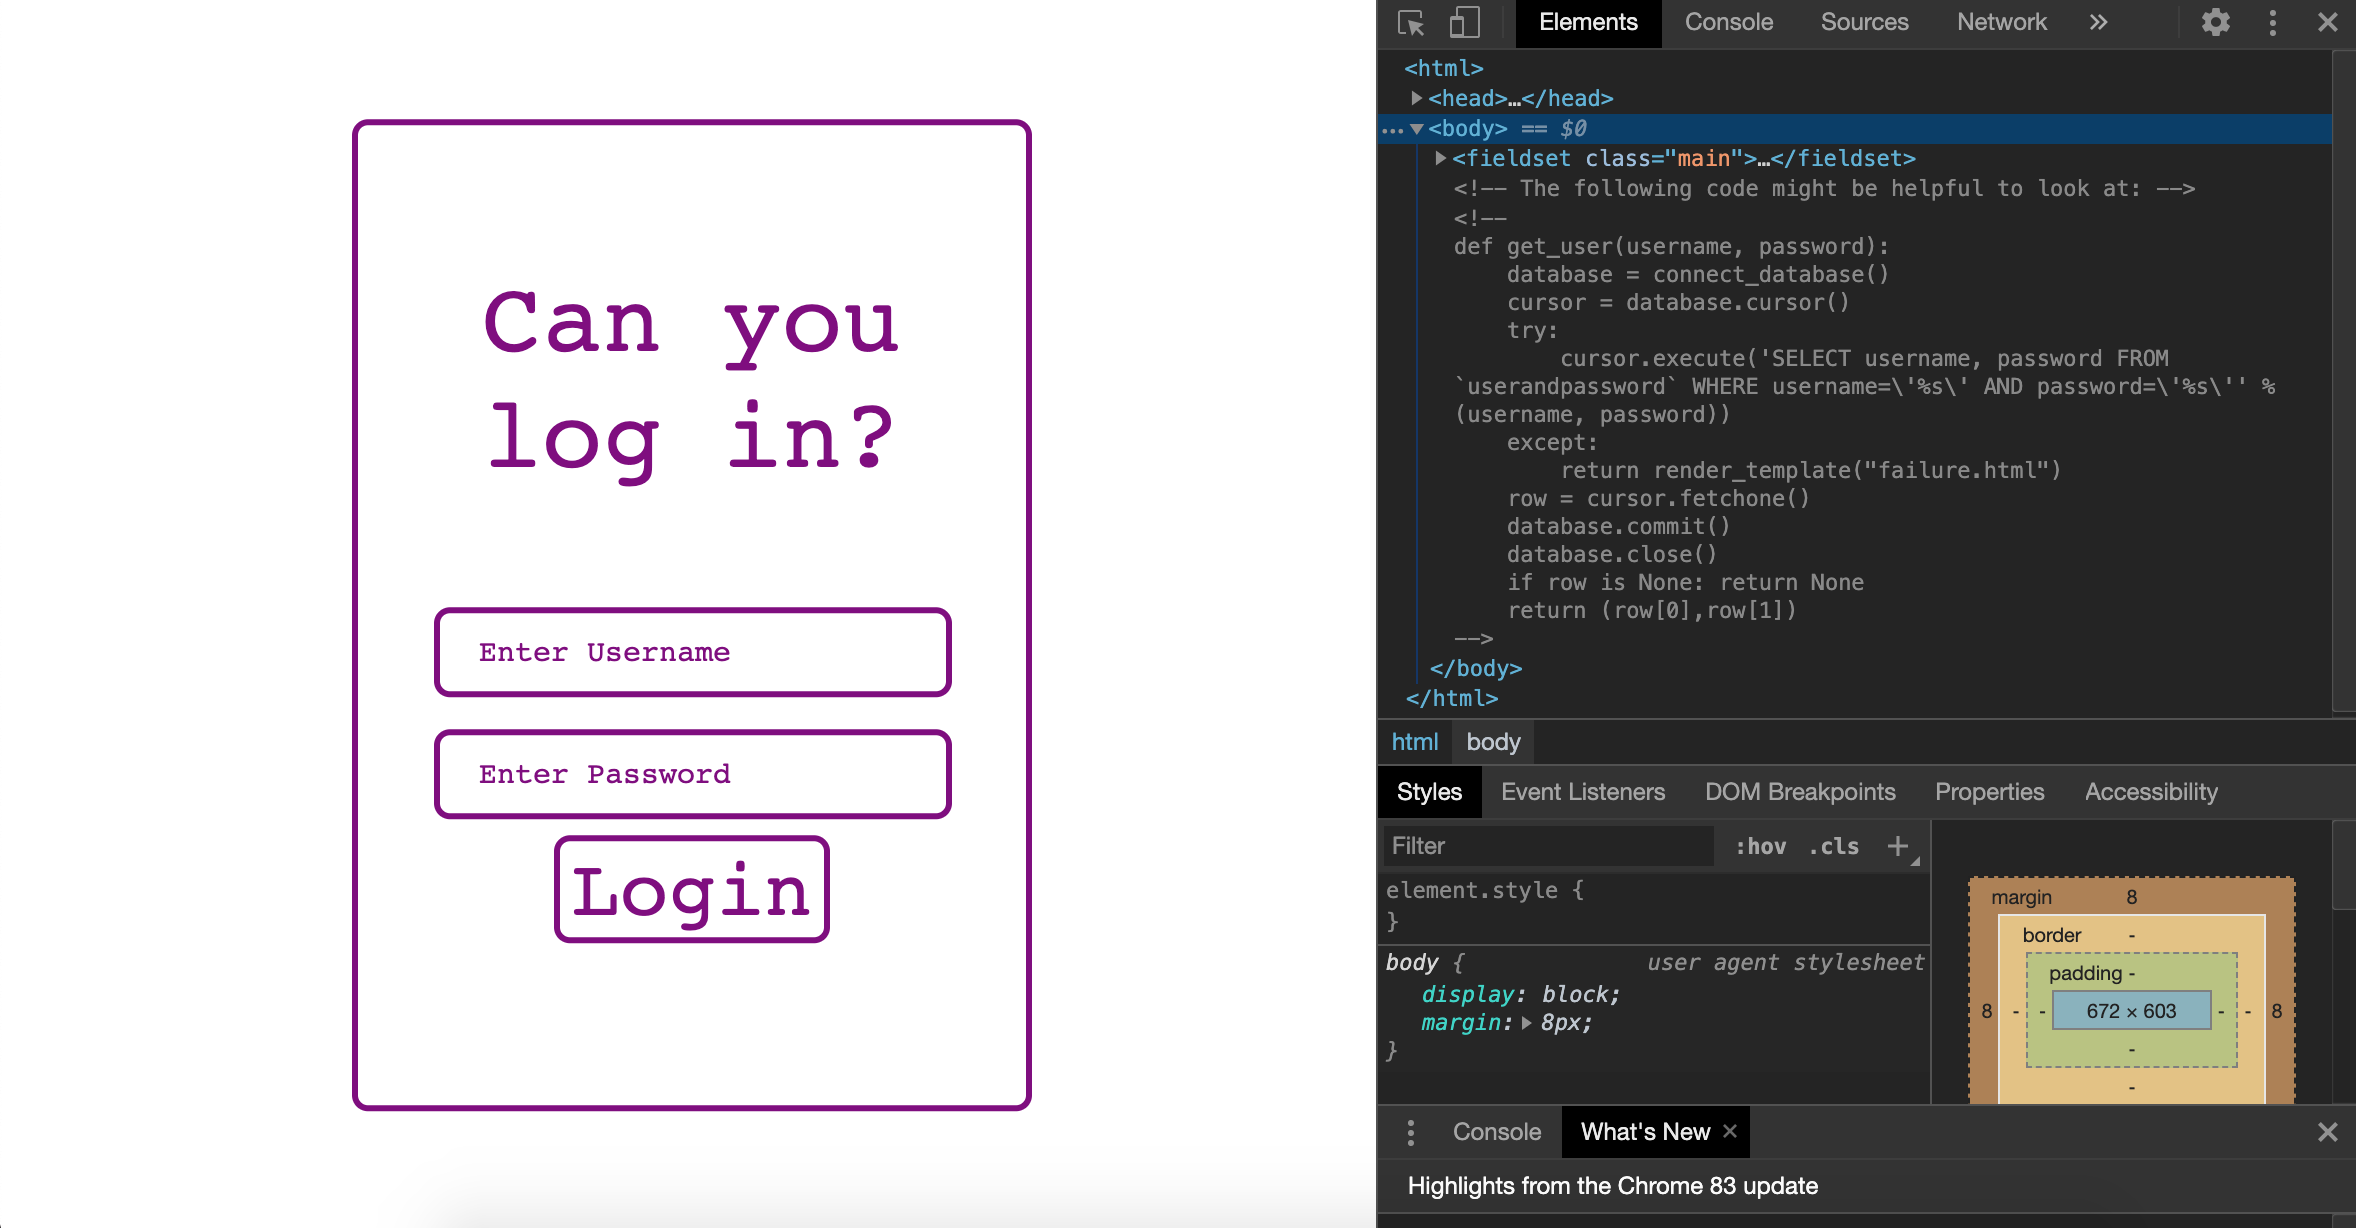 Can you
log in?
Enter Username
Enter Password
Login
Elements Console Sources Network »
<html>
<head>…</head>
<body> == $0
<fieldset class="main">…</fieldset>
<!-- The following code might be helpful to look at: -->
<!--
def get_user(username, password):
    database = connect_database()
    cursor = database.cursor()
    try:
        cursor.execute('SELECT username, password FROM
`userandpassword` WHERE username=\'%s\' AND password=\'%s\'' %
(username, password))
    except:
        return render_template("failure.html")
    row = cursor.fetchone()
    database.commit()
    database.close()
    if row is None: return None
    return (row[0],row[1])
-->
</body>
</html>
html body
Styles Event Listeners DOM Breakpoints Properties Accessibility
Filter :hov .cls +
element.style {
}
body { user agent stylesheet
display: block;
margin: 8px;
}
margin 8
border -
padding -
8 - - 672 × 603 - - 8
-
-
Console What's New ×
Highlights from the Chrome 83 update